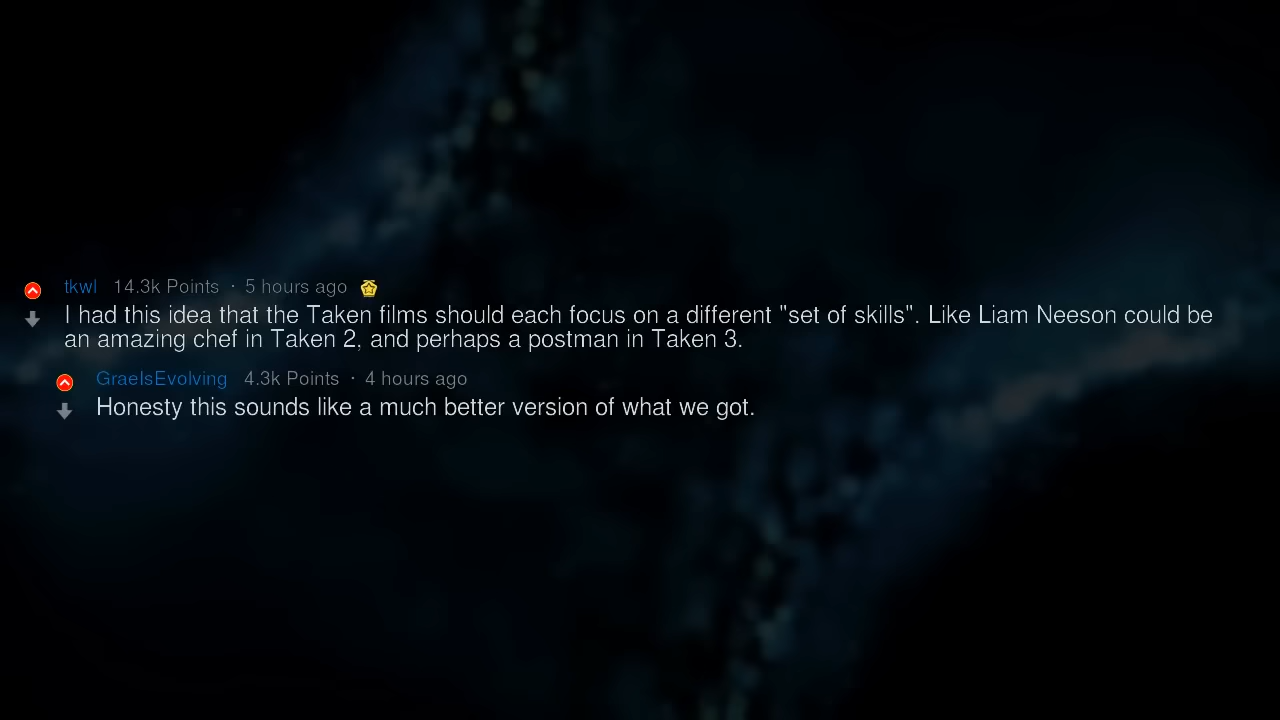 tkwl 14.3k Points · 5 hours ago
I had this idea that the Taken films should each focus on a different "set of skills". Like Liam Neeson could be
an amazing chef in Taken 2, and perhaps a postman in Taken 3.
GraelsEvolving 4.3k Points · 4 hours ago
Honesty this sounds like a much better version of what we got.